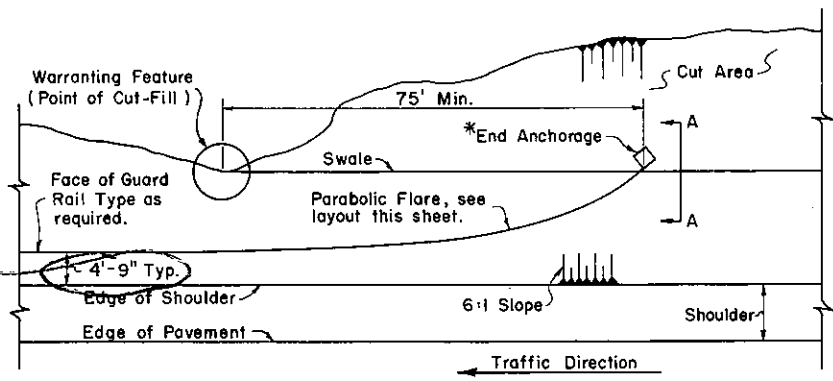 Warranting Feature
(Point of Cut-Fill)
75' Min.
Cut Area
A
*End Anchorage
Swale
Face of Guard
Rail Type as
required.
Parabolic Flare, see
layout this sheet.
A
4'-9" Typ.
Edge of Shoulder
6:1 Slope
Shoulder
Edge of Pavement
Traffic Direction